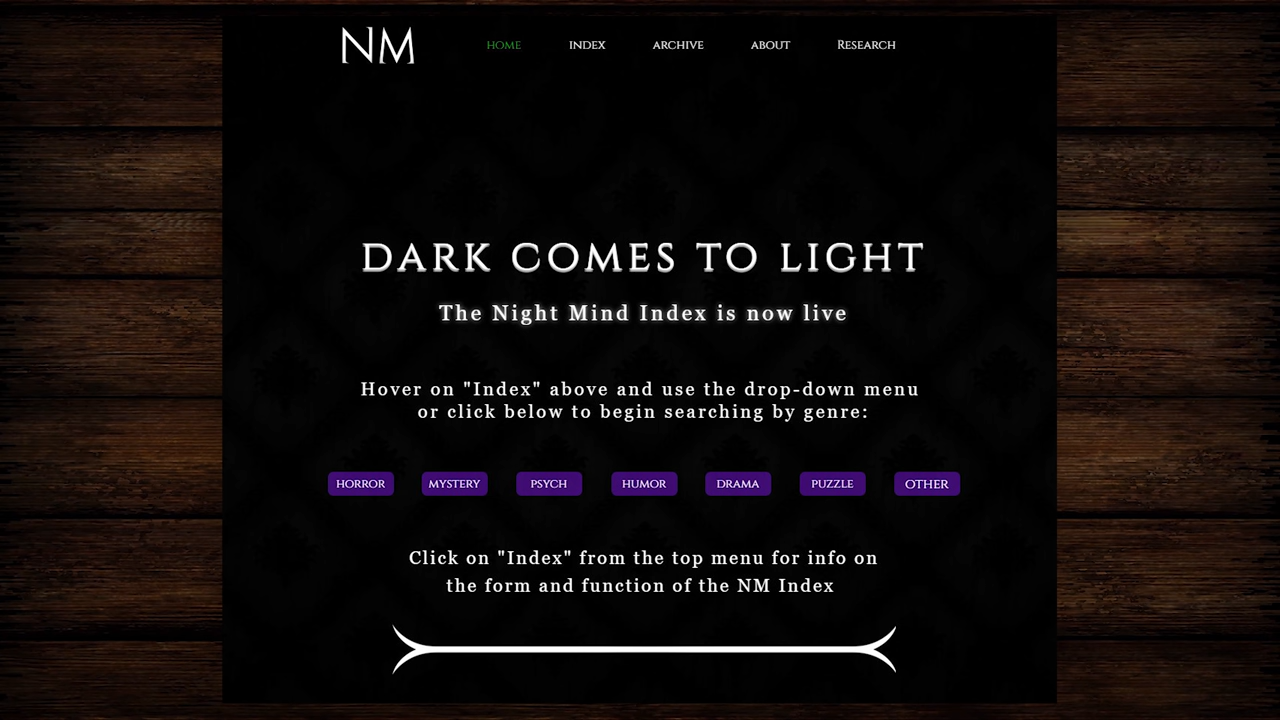 NM
HOME INDEX ARCHIVE ABOUT RESEARCH
DARK COMES TO LIGHT
The Night Mind Index is now live
Hover on "Index" above and use the drop-down menu
or click below to begin searching by genre:
HORROR MYSTERY PSYCH HUMOR DRAMA PUZZLE OTHER
Click on "Index" from the top menu for info on
the form and function of the NM Index